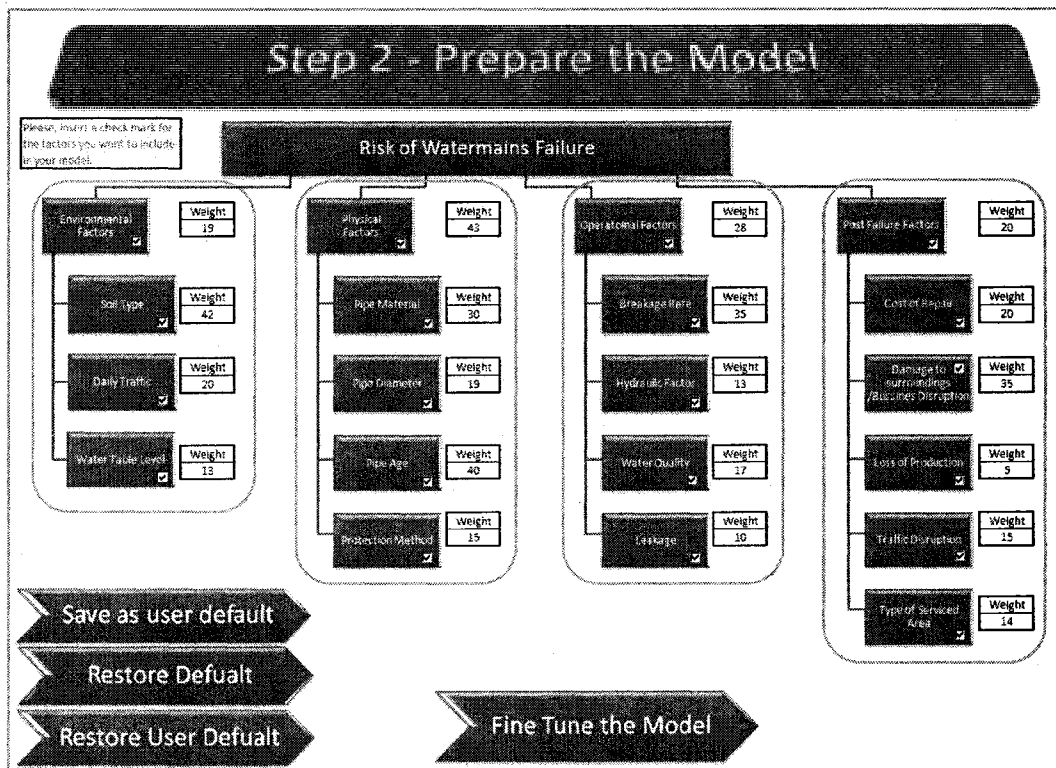 Step 2 - Prepare the Model
Please, insert a check mark for
the factors you want to include
in your model.
Risk of Watermains Failure
Environmental
Factors
Weight
19
Soil Type
Weight
42
Daily Traffic
Weight
20
Water Table Level
Weight
13
Physical
Factors
Weight
43
Pipe Material
Weight
30
Pipe Diameter
Weight
19
Pipe Age
Weight
40
Protection Method
Weight
15
Operatomal Factors
Weight
28
Breakage Rate
Weight
35
Hydraulic Factor
Weight
13
Water Quality
Weight
17
Leakage
Weight
10
Post Failure Factors
Weight
20
Cost of Repair
Weight
20
Damage to
surroundings
/Bussines Disruption
Weight
35
Loss of Production
Weight
Traffic Disruption
Weight
15
Type of Serviced
Area
Weight
14
Save as user default
Restore Defualt
Restore User Defualt
Fine Tune the Model